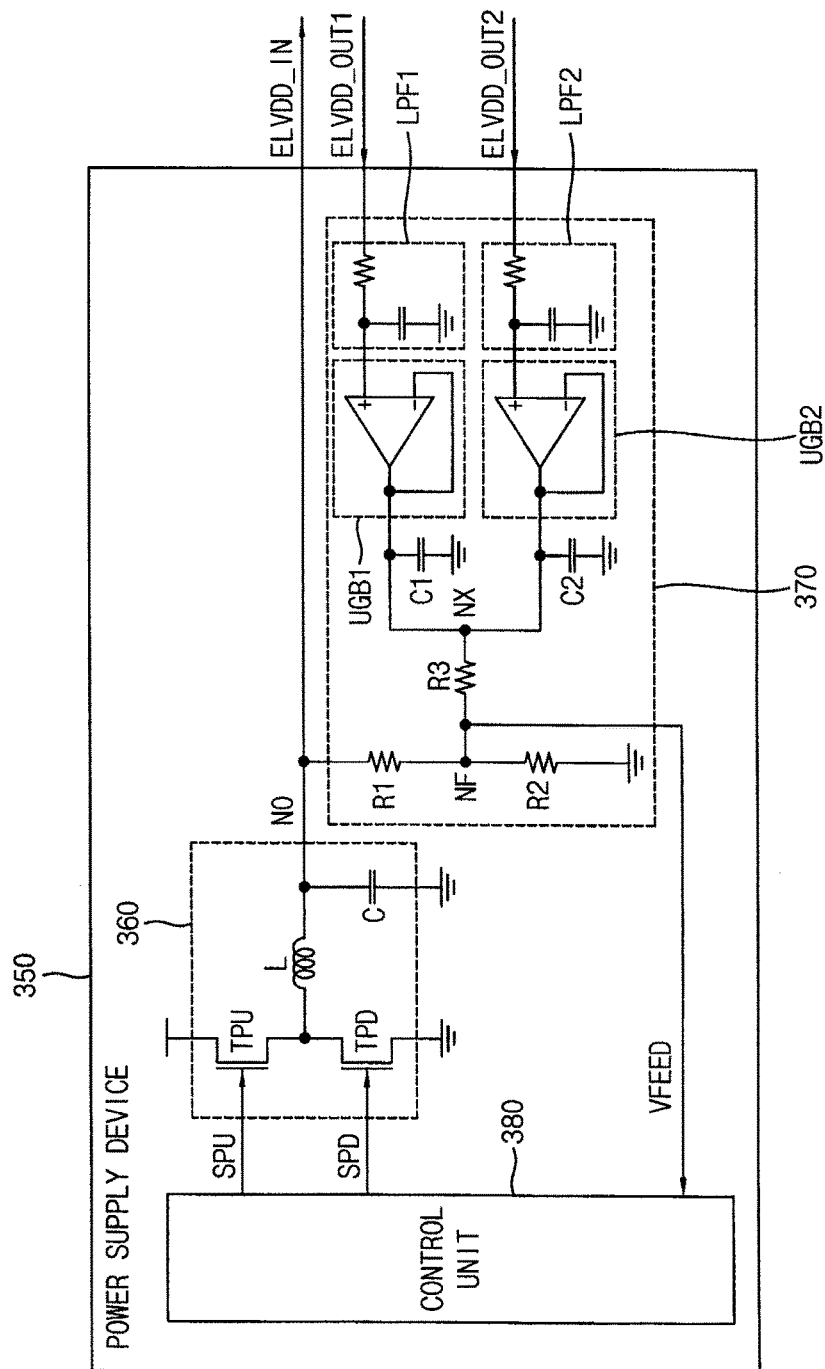 350
POWER SUPPLY DEVICE
360
SPU
TPU
L
NO
ELVDD_IN
SPD
TPD
C
R1
UGB1
ELVDD_OUT1
LPF1
C1
NF
R3
NX
R2
C2
ELVDD_OUT2
LPF2
UGB2
370
VFEED
380
CONTROL
UNIT